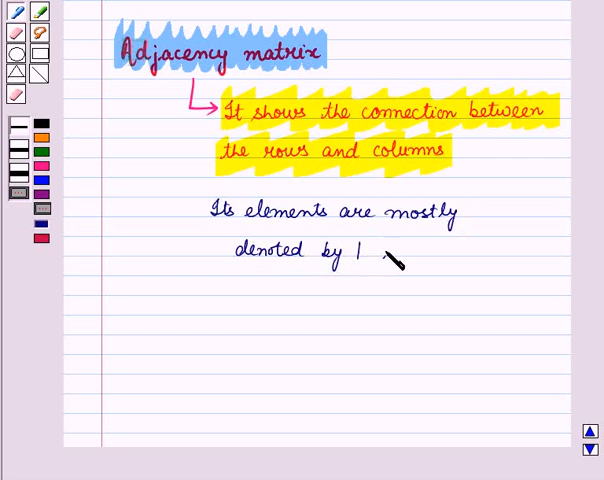 Adjacency matrix
It shows the connection between
the rows and columns
Its elements are mostly
denoted by 1